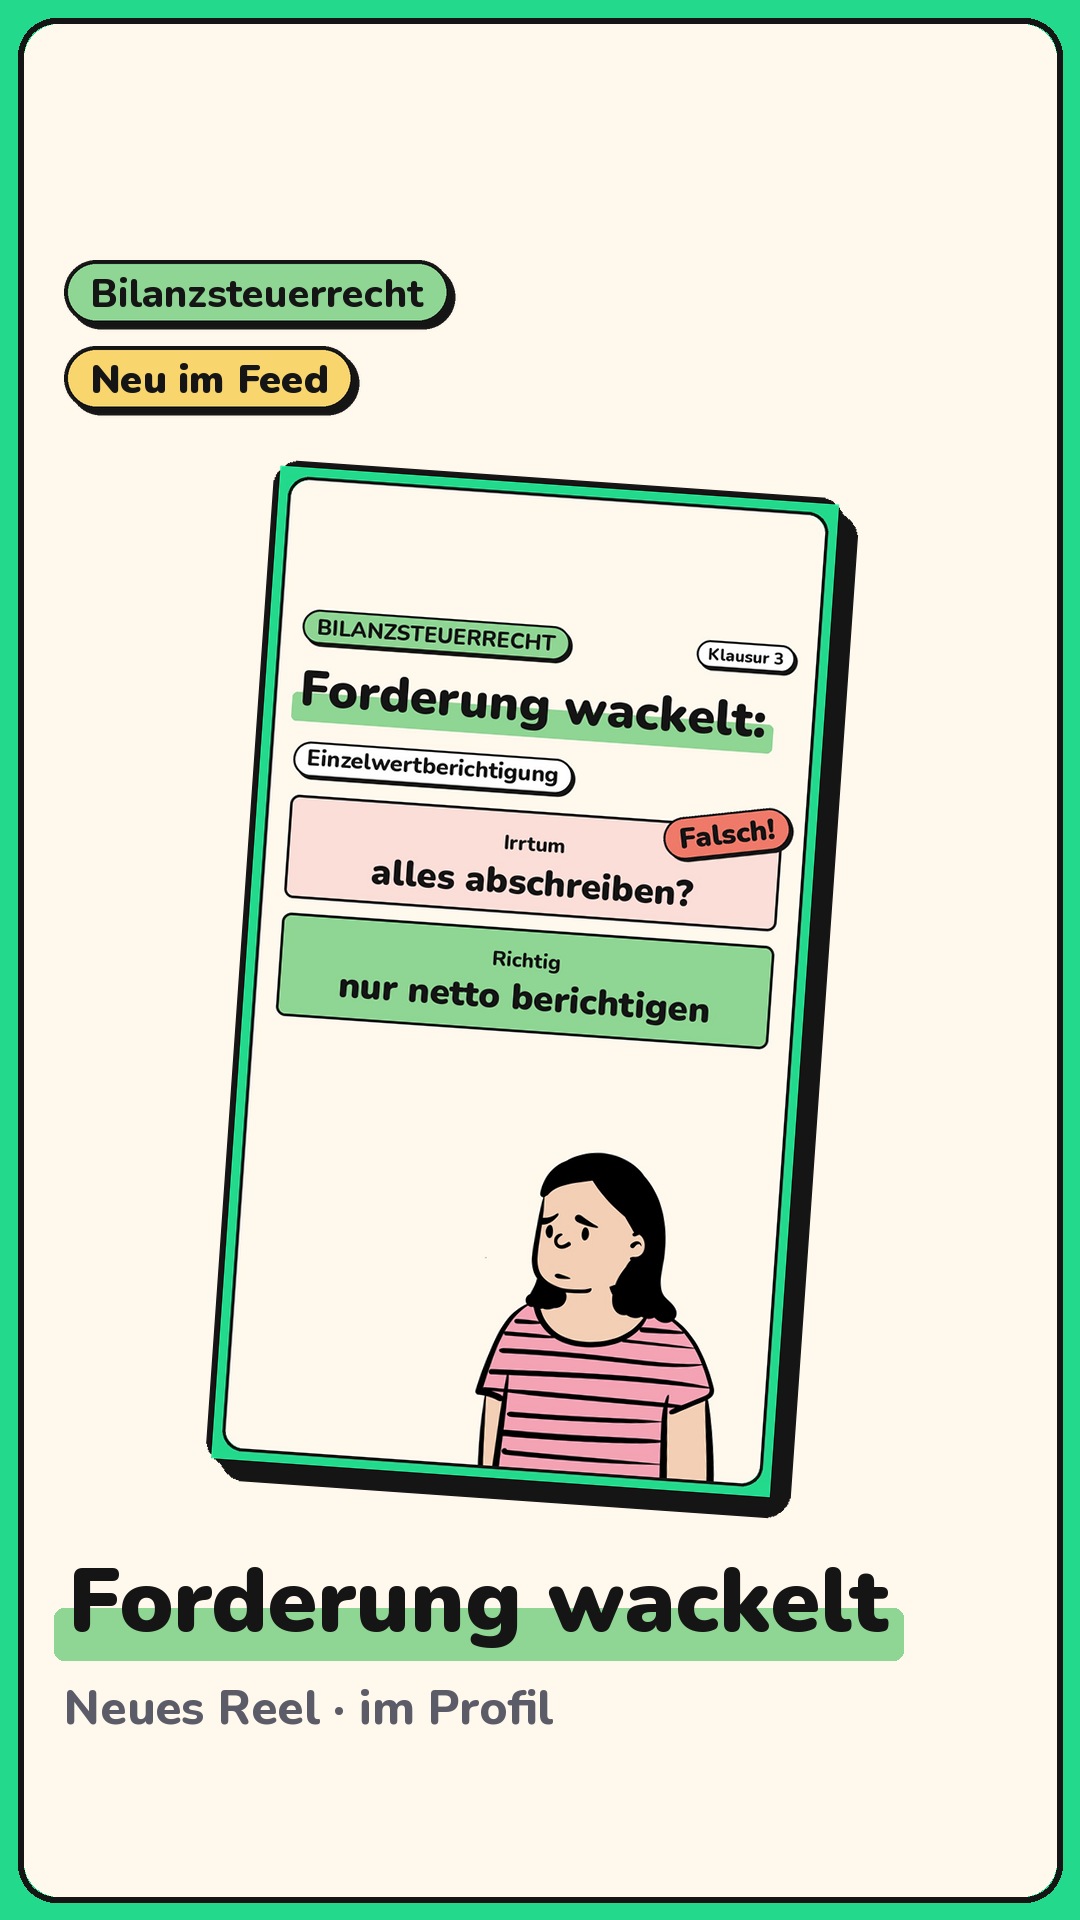 Bilanzsteuerrecht
Neu im Feed
BILANZSTEUERRECHT
Klausur 3
Forderung wackelt:
Einzelwertberichtigung
Falsch!
Irrtum
alles abschreiben?
Richtig
nur netto berichtigen
Forderung wackelt
Neues Reel · im Profil